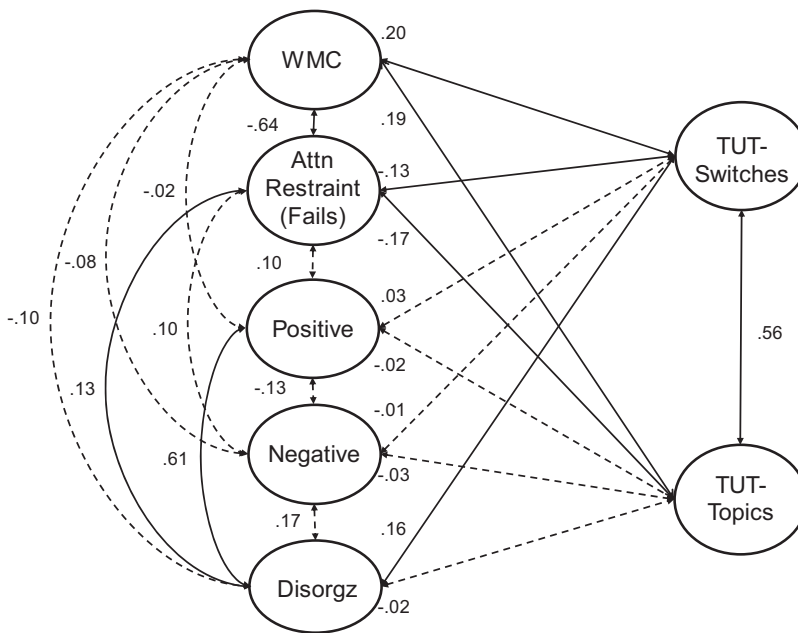 .20
WMC
.19
TUT-
Switches
-.64
Attn
Restraint
(Fails)
-.13
-.02
-.17
-.08
.10
.03
-.10
.10
Positive
.56
-.02
.13
-.13
-.01
.61
Negative
-.03
TUT-
Topics
.17
.16
Disorgz
-.02